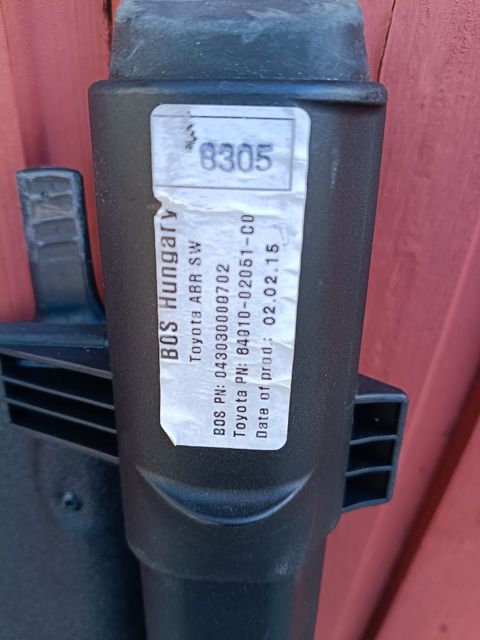 8305
BOS Hungary
Toyota ABR SW
BOS PN: 043030000702
Toyota PN: 64910-02051-C0
Date of prod.: 02.02.15